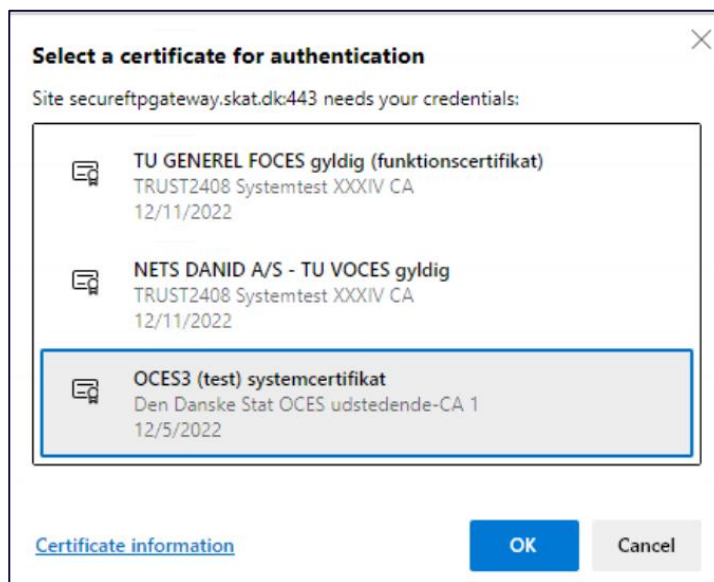 Select a certificate for authentication
Site secureftpgateway.skat.dk:443 needs your credentials:
TU GENEREL FOCES gyldig (funktionscertifikat)
TRUST2408 Systemtest XXXIV CA
12/11/2022
NETS DANID A/S - TU VOCES gyldig
TRUST2408 Systemtest XXXIV CA
12/11/2022
OCES3 (test) systemcertifikat
Den Danske Stat OCES udstedende-CA 1
12/5/2022
Certificate information
OK
Cancel